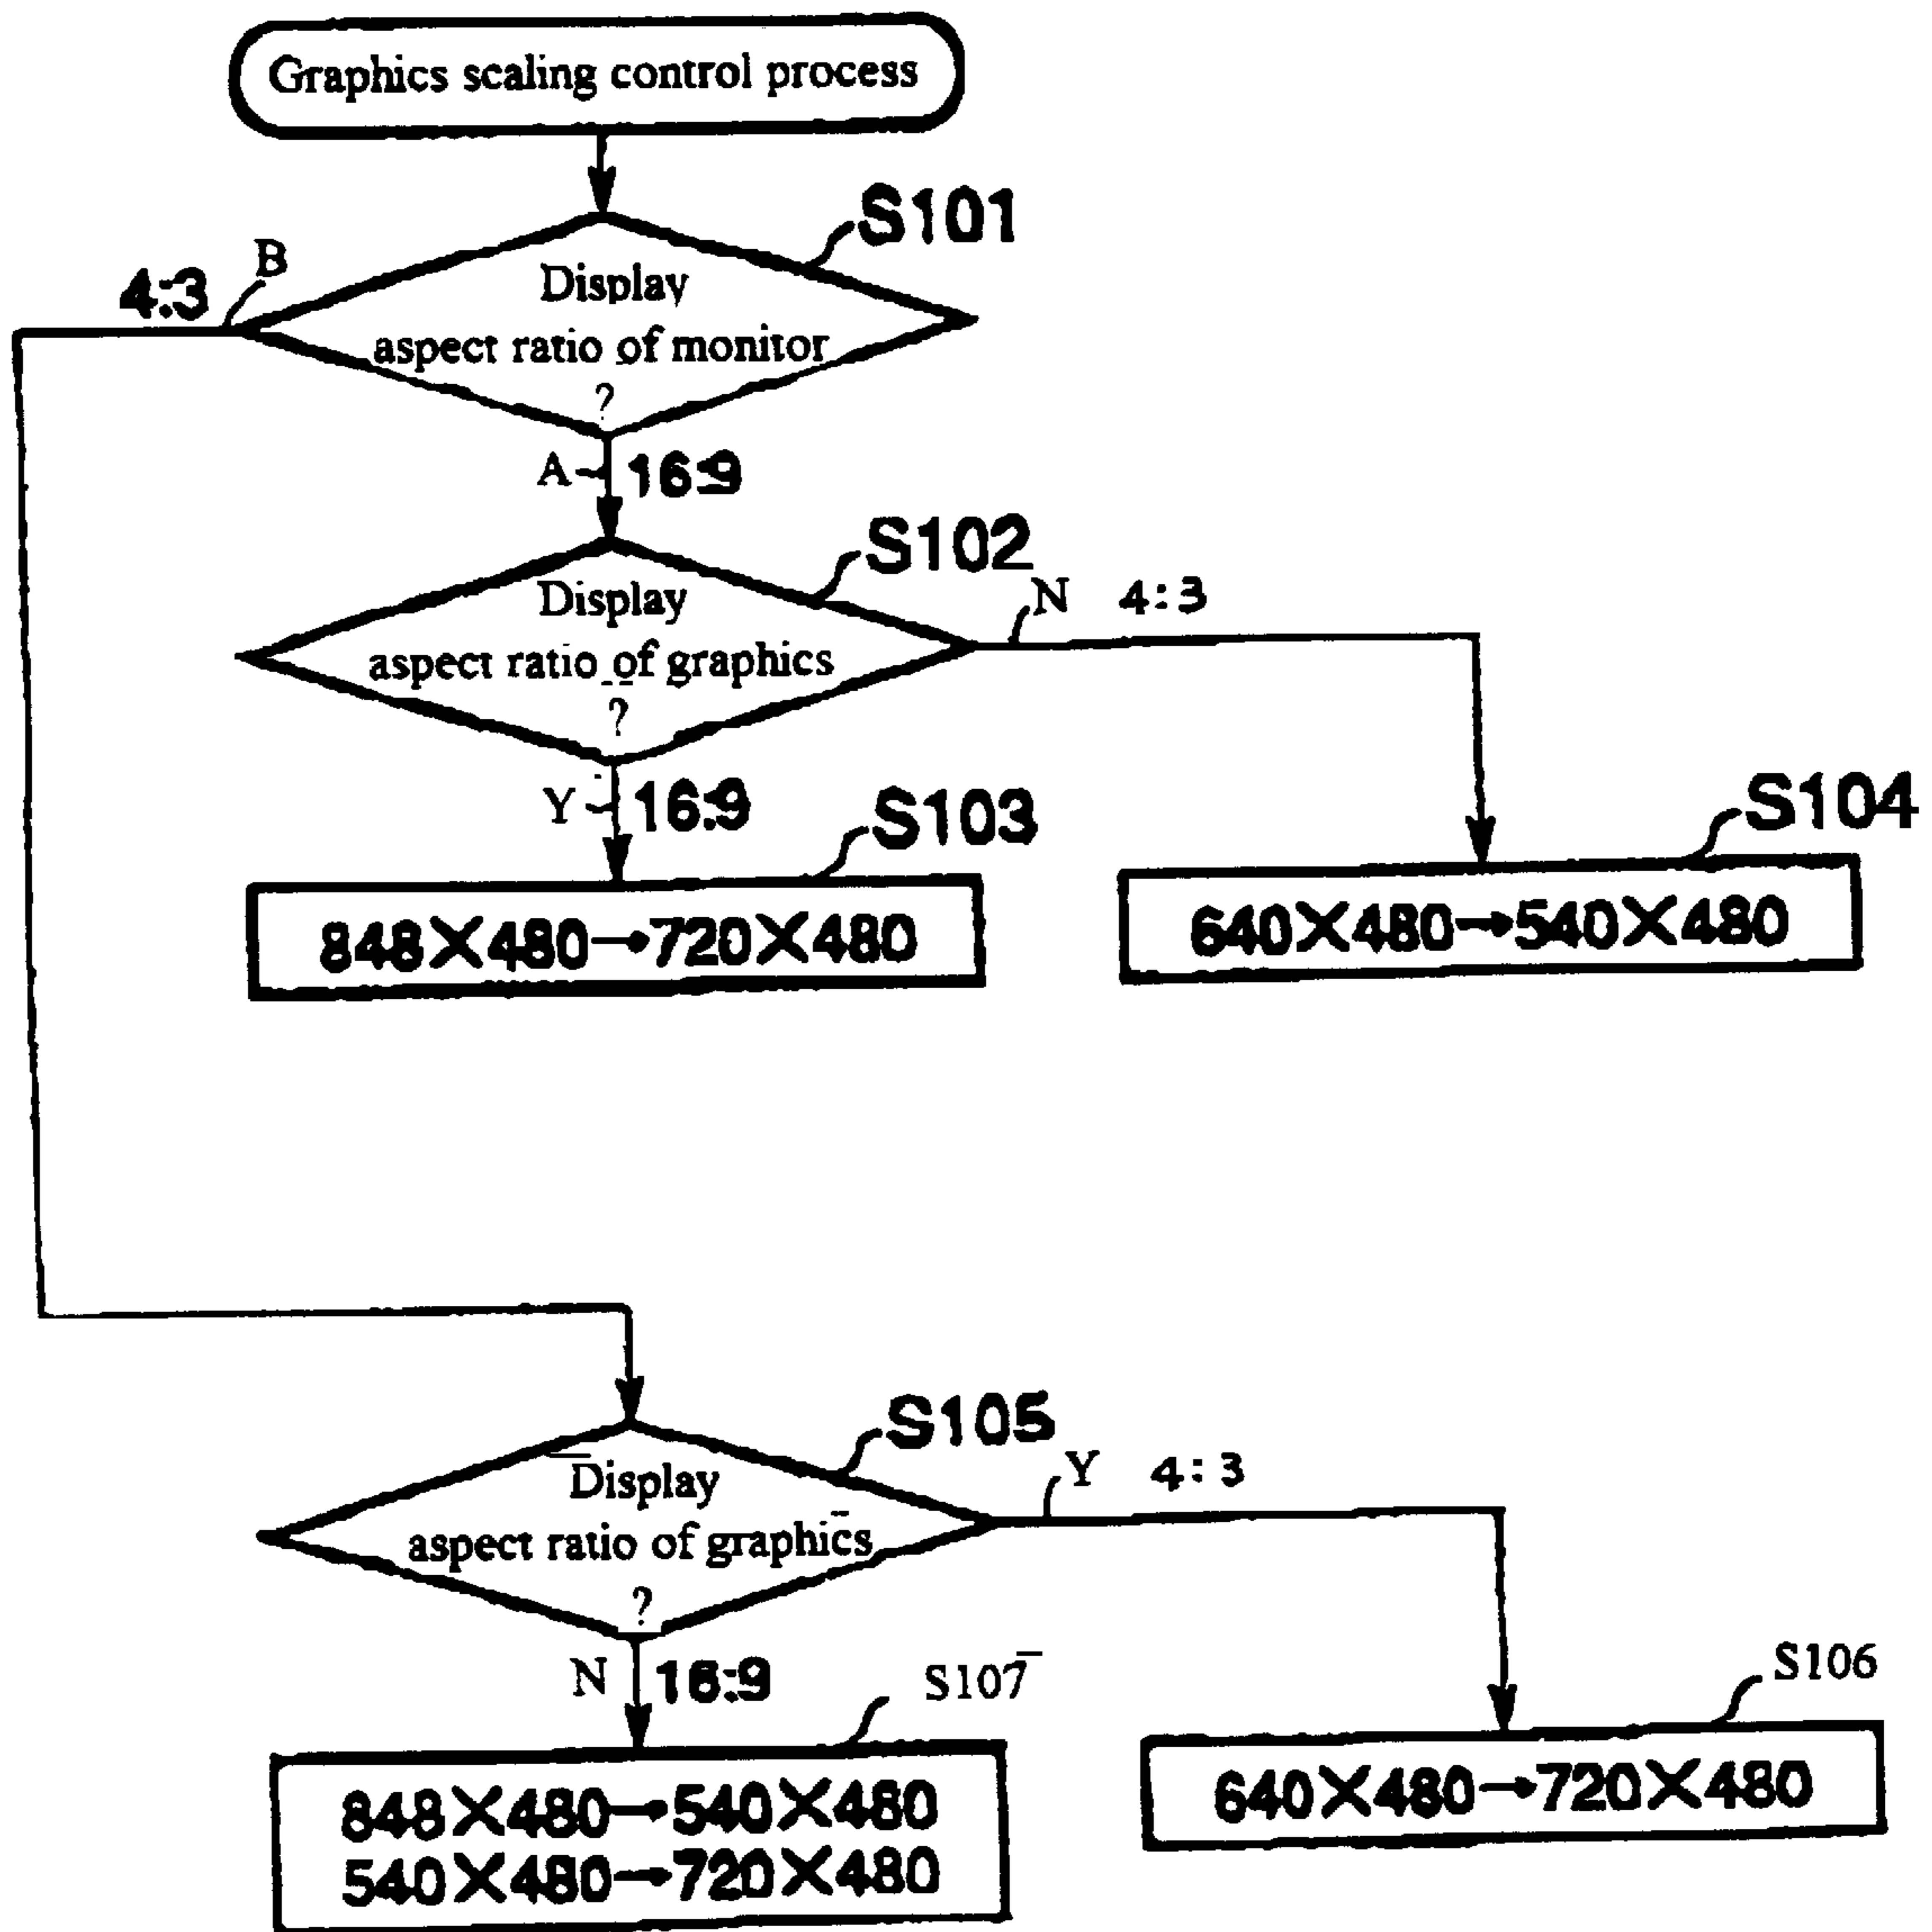 Graphics scaling control process
S101
B
4:3
Display
aspect ratio of monitor
?
A
16:9
S102
N 4:3
Display
aspect ratio of graphics
?
Y
16:9
S103
S104
848×480→720×480
640×480→540×480
S105
Y 4:3
Display
aspect ratio of graphics
?
N
16:9
S107
S106
848×480→540×480
540×480→720×480
640×480→720×480